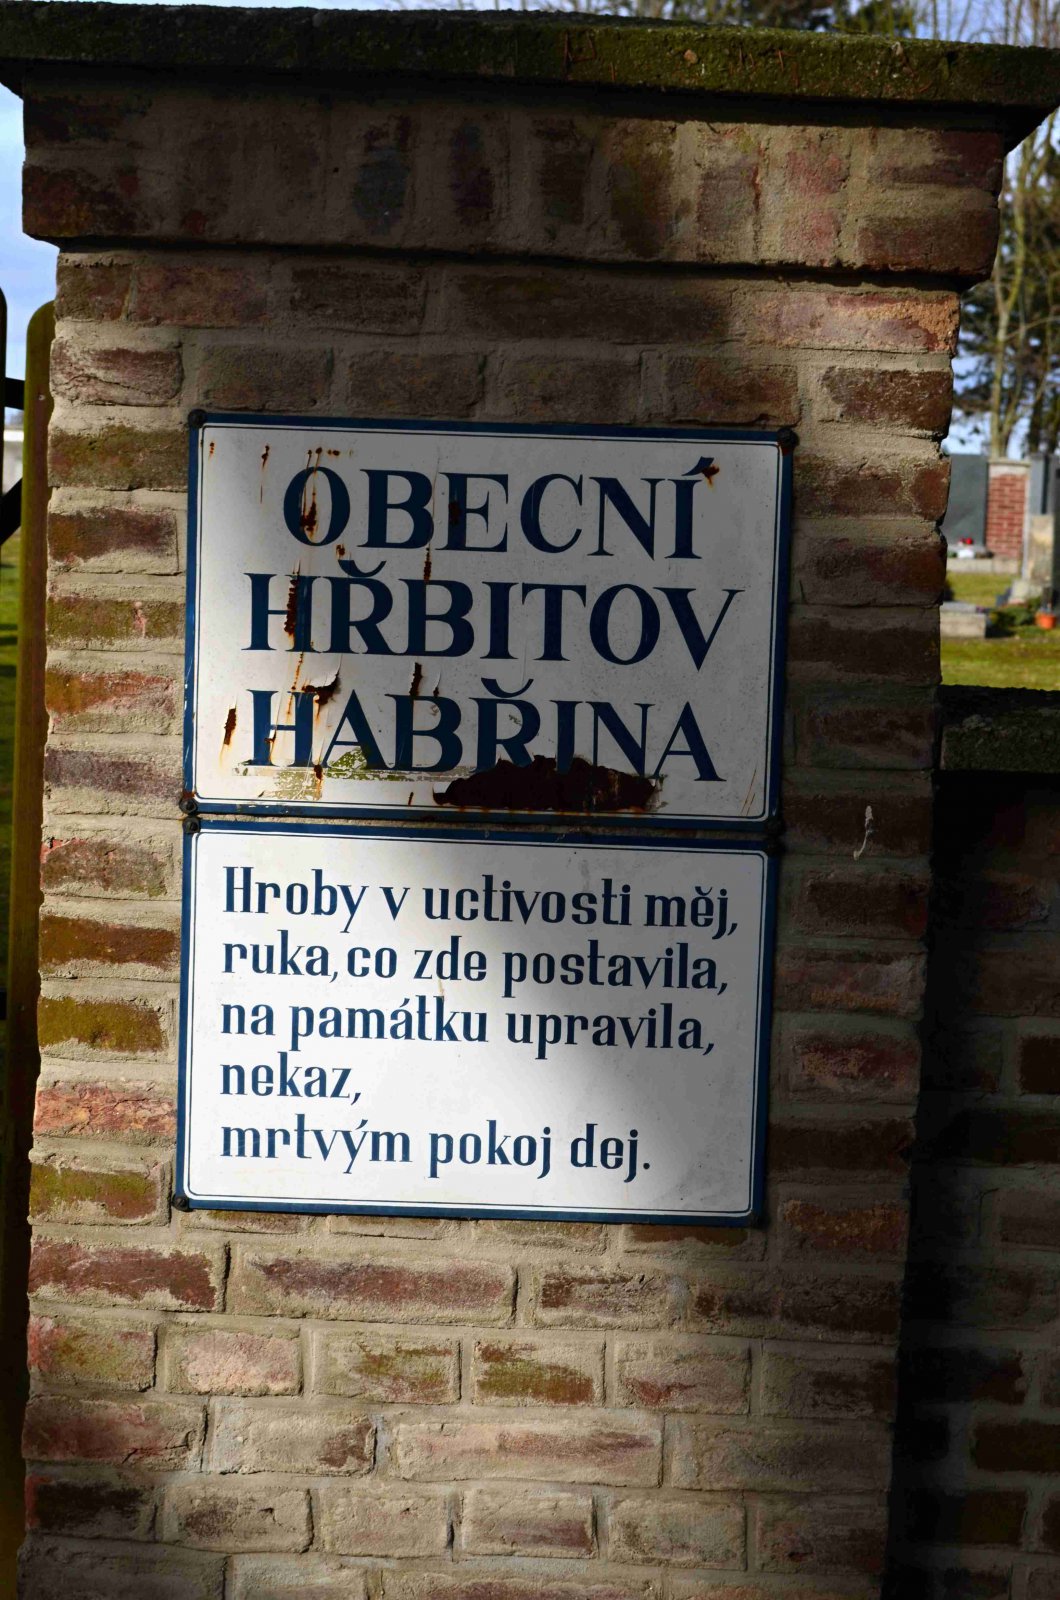 OBECNÍ
HŘBITOV
HABŘINA
Hroby v uctivosti měj,
ruka, co zde postavila,
na památku upravila,
nekaz,
mrtvým pokoj dej.